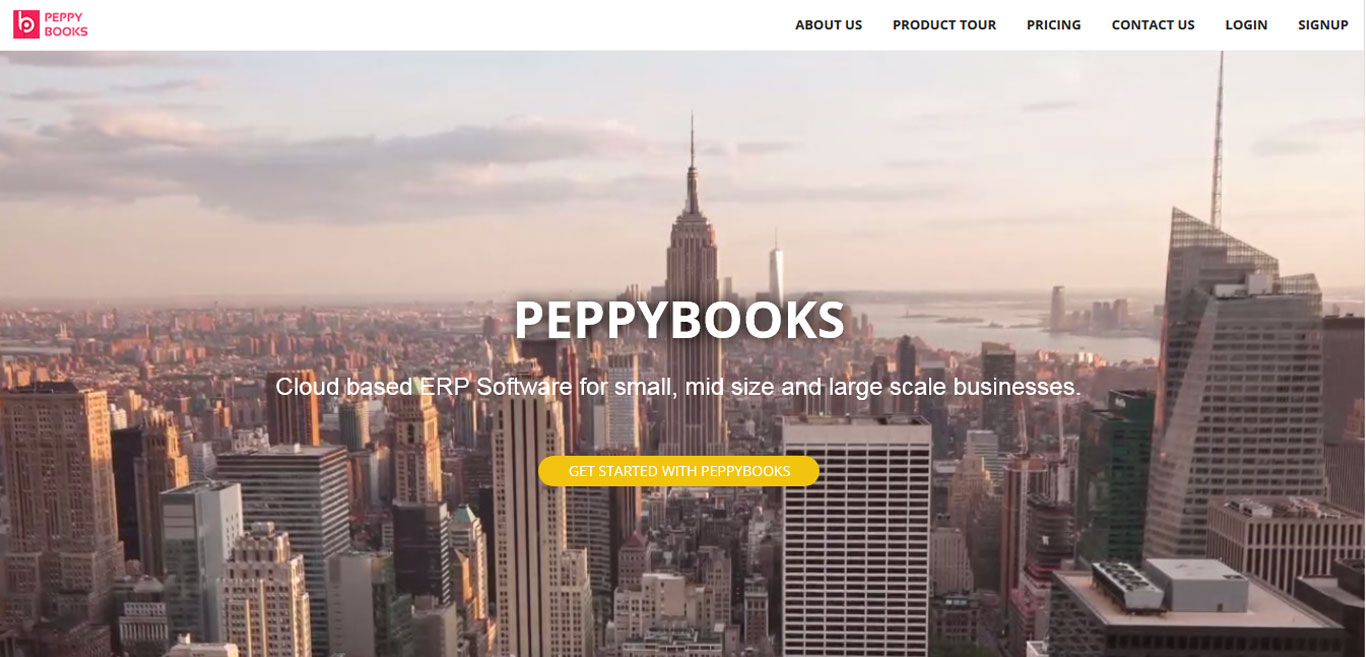 PEPPY
BOOKS
ABOUT US PRODUCT TOUR PRICING CONTACT US LOGIN SIGNUP
PEPPYBOOKS
Cloud based ERP Software for small, mid size and large scale businesses.
GET STARTED WITH PEPPYBOOKS